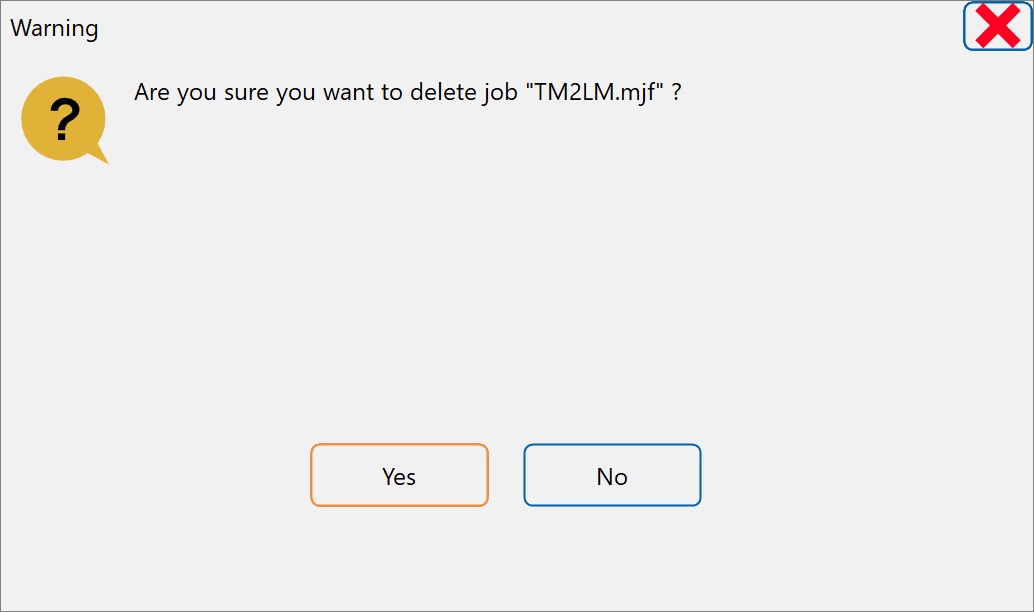 Warning
Are you sure you want to delete job "TM2LM.mjf" ?
?
Yes
No